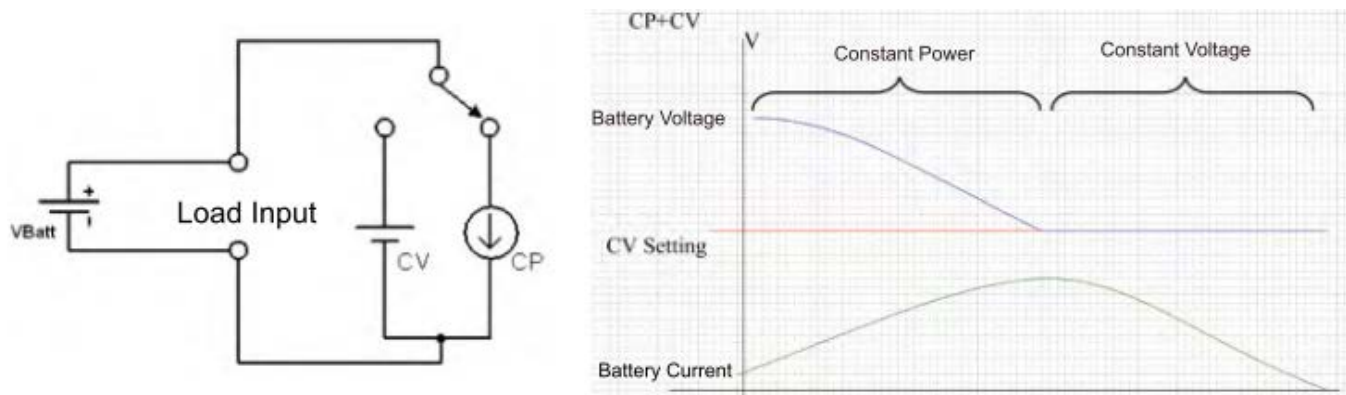 +
VBatt
Load Input
CV
CP
CP+CV
V
Constant Power
Constant Voltage
Battery Voltage
CV Setting
Battery Current